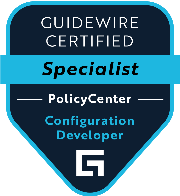 GUIDEWIRE
CERTIFIED
Specialist
PolicyCenter
Configuration
Developer